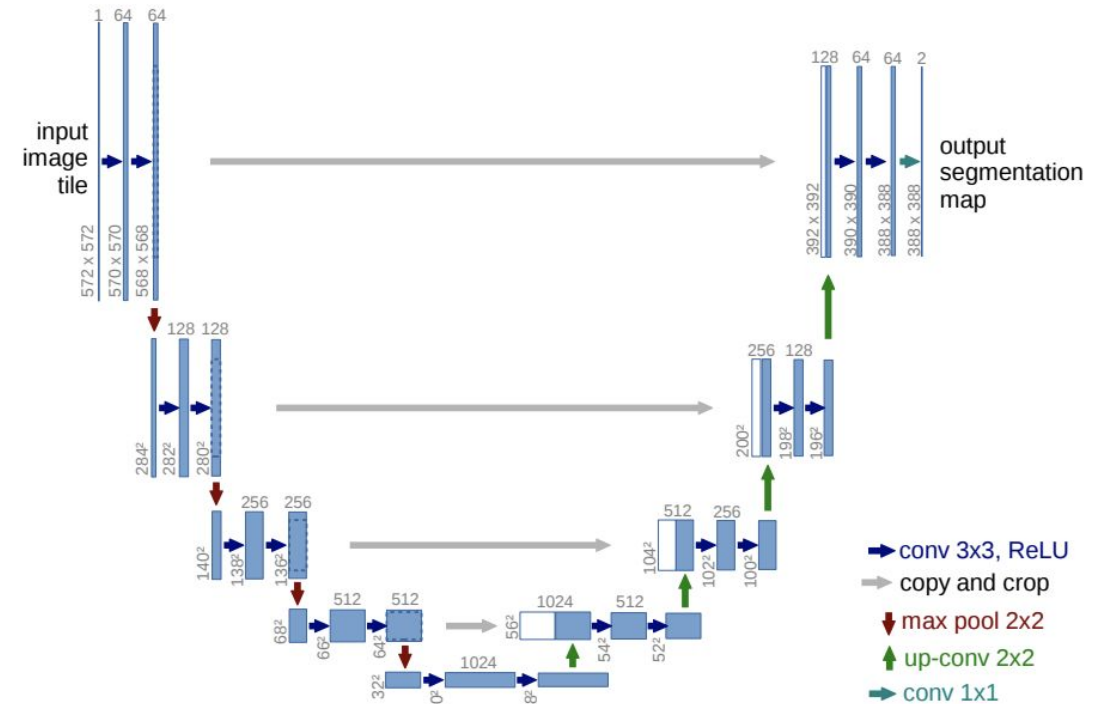 1 64 64
128 64 64 2
input
image
tile
output
segmentation
map
572 x 572
570 x 570
568 x 568
392 x 392
390 x 390
388 x 388
388 x 388
128 128
256 128
284²
282²
280²
200²
198²
196²
256 256
512 256
140²
138²
136²
104²
102²
100²
512 512
1024 512
68²
66²
64²
56²
54²
52²
1024
32²
0²
8²
conv 3x3, ReLU
copy and crop
max pool 2x2
up-conv 2x2
conv 1x1